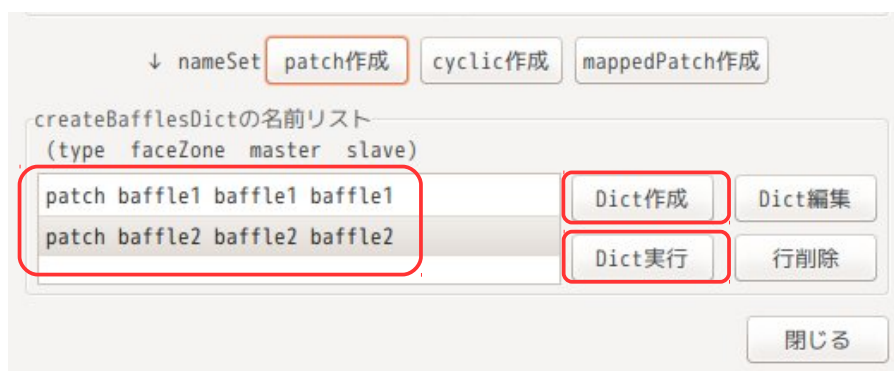 ↓ nameSet patch作成 cyclic作成 mappedPatch作成
createBafflesDictの名前リスト
(type faceZone master slave)
patch baffle1 baffle1 baffle1
patch baffle2 baffle2 baffle2
Dict作成 Dict編集
Dict実行 行削除
閉じる